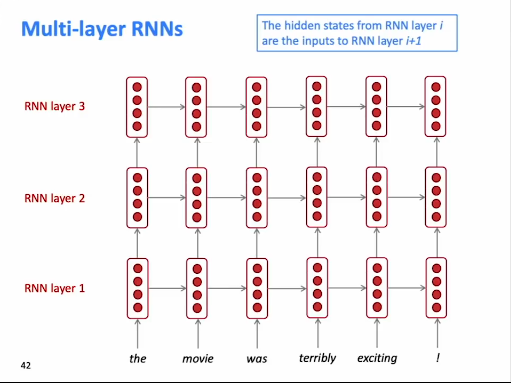 Multi-layer RNNs
The hidden states from RNN layer i
are the inputs to RNN layer i+1
RNN layer 3
RNN layer 2
RNN layer 1
the movie was terribly exciting !
42